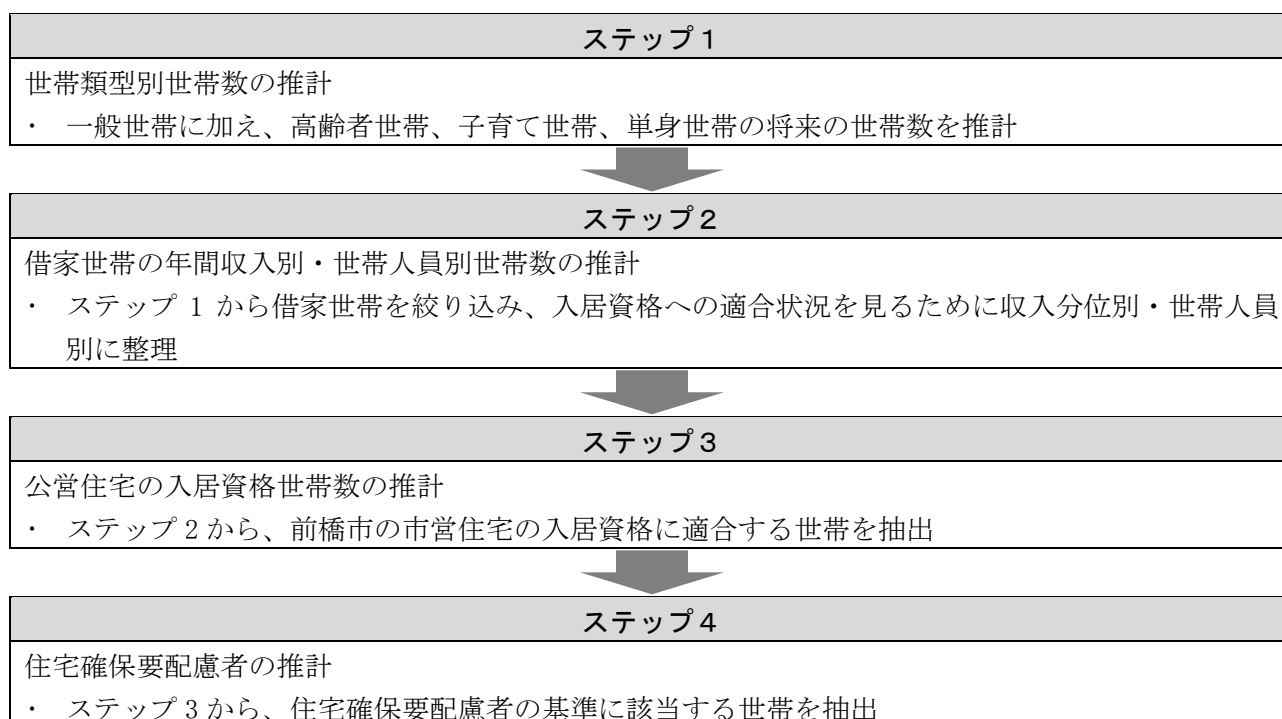 ステップ1
世帯類型別世帯数の推計
・ 一般世帯に加え、高齢者世帯、子育て世帯、単身世帯の将来の世帯数を推計
ステップ2
借家世帯の年間収入別・世帯人員別世帯数の推計
・ ステップ 1 から借家世帯を絞り込み、入居資格への適合状況を見るために収入分位別・世帯人員
別に整理
ステップ3
公営住宅の入居資格世帯数の推計
・ ステップ 2 から、前橋市の市営住宅の入居資格に適合する世帯を抽出
ステップ4
住宅確保要配慮者の推計
・ ステップ 3 から、住宅確保要配慮者の基準に該当する世帯を抽出